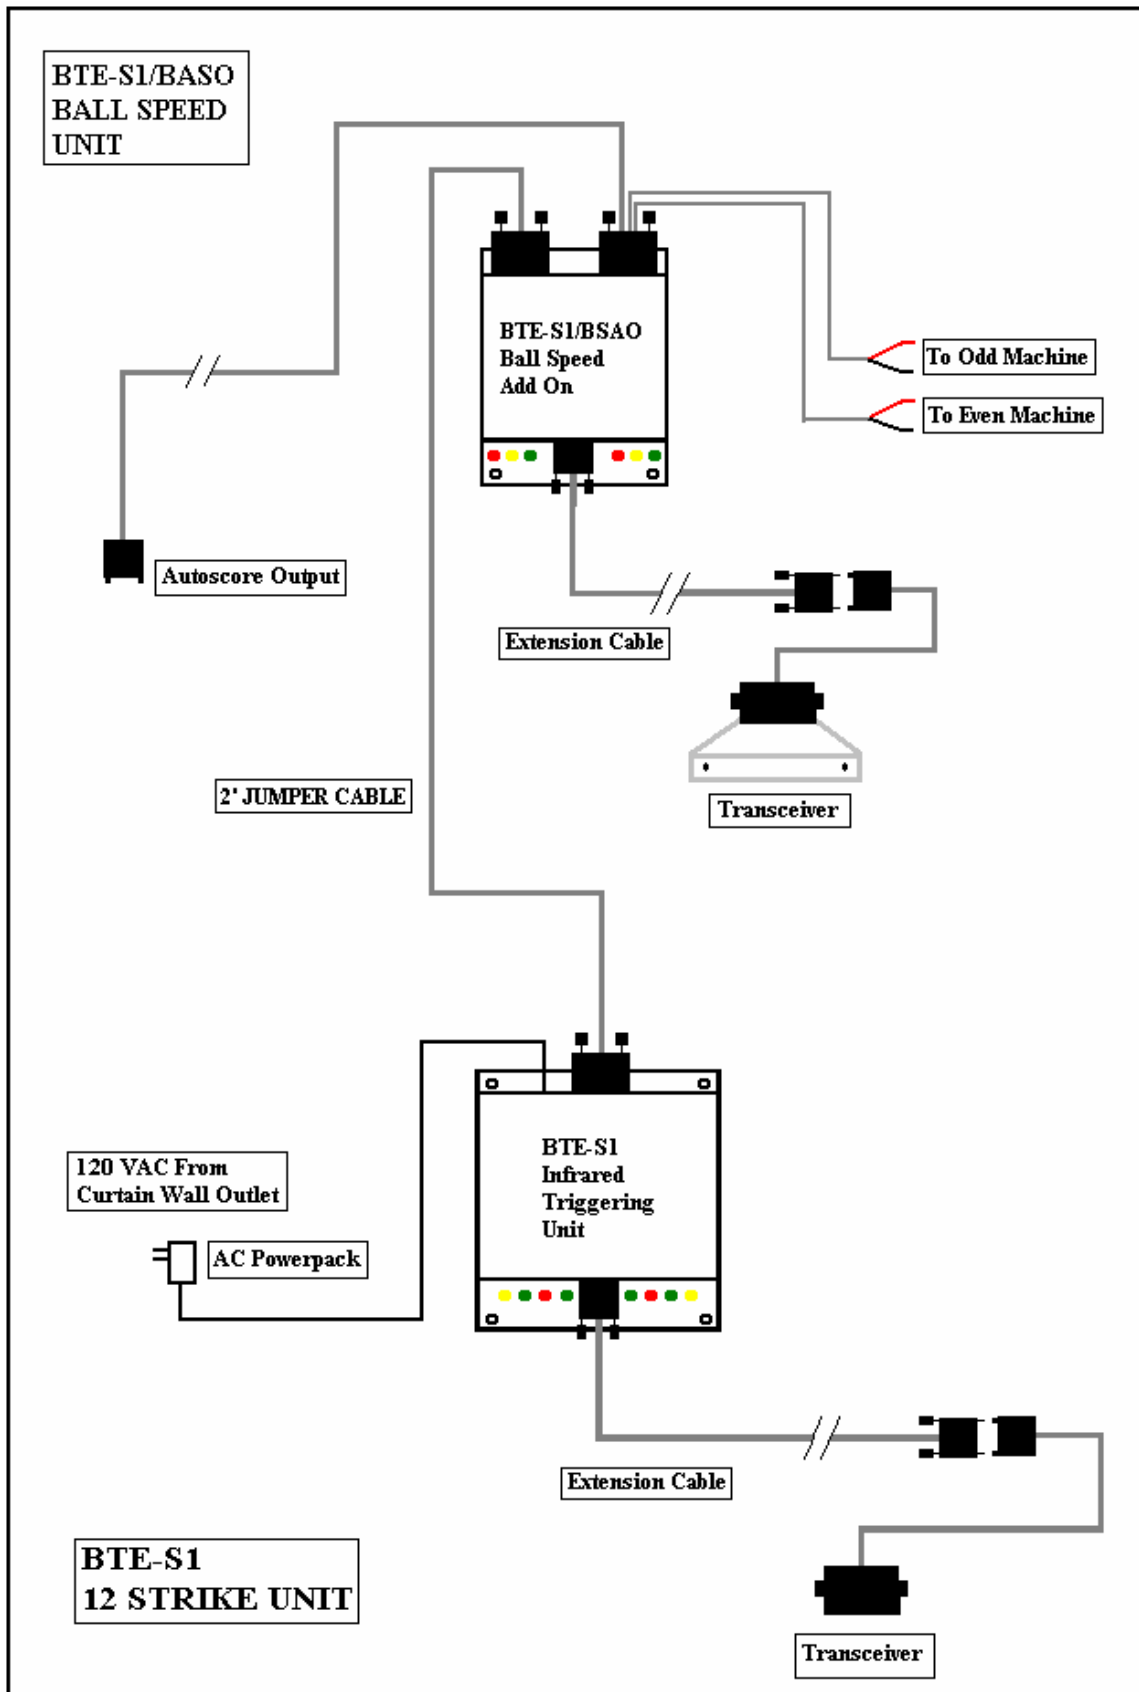 BTE-S1/BASO
BALL SPEED
UNIT
BTE-S1/BSAO
Ball Speed
Add On
To Odd Machine
To Even Machine
Autoscore Output
Extension Cable
2' JUMPER CABLE
Transceiver
BTE-S1
Infrared
Triggering
Unit
120 VAC From
Curtain Wall Outlet
AC Powerpack
Extension Cable
BTE-S1
12 STRIKE UNIT
Transceiver